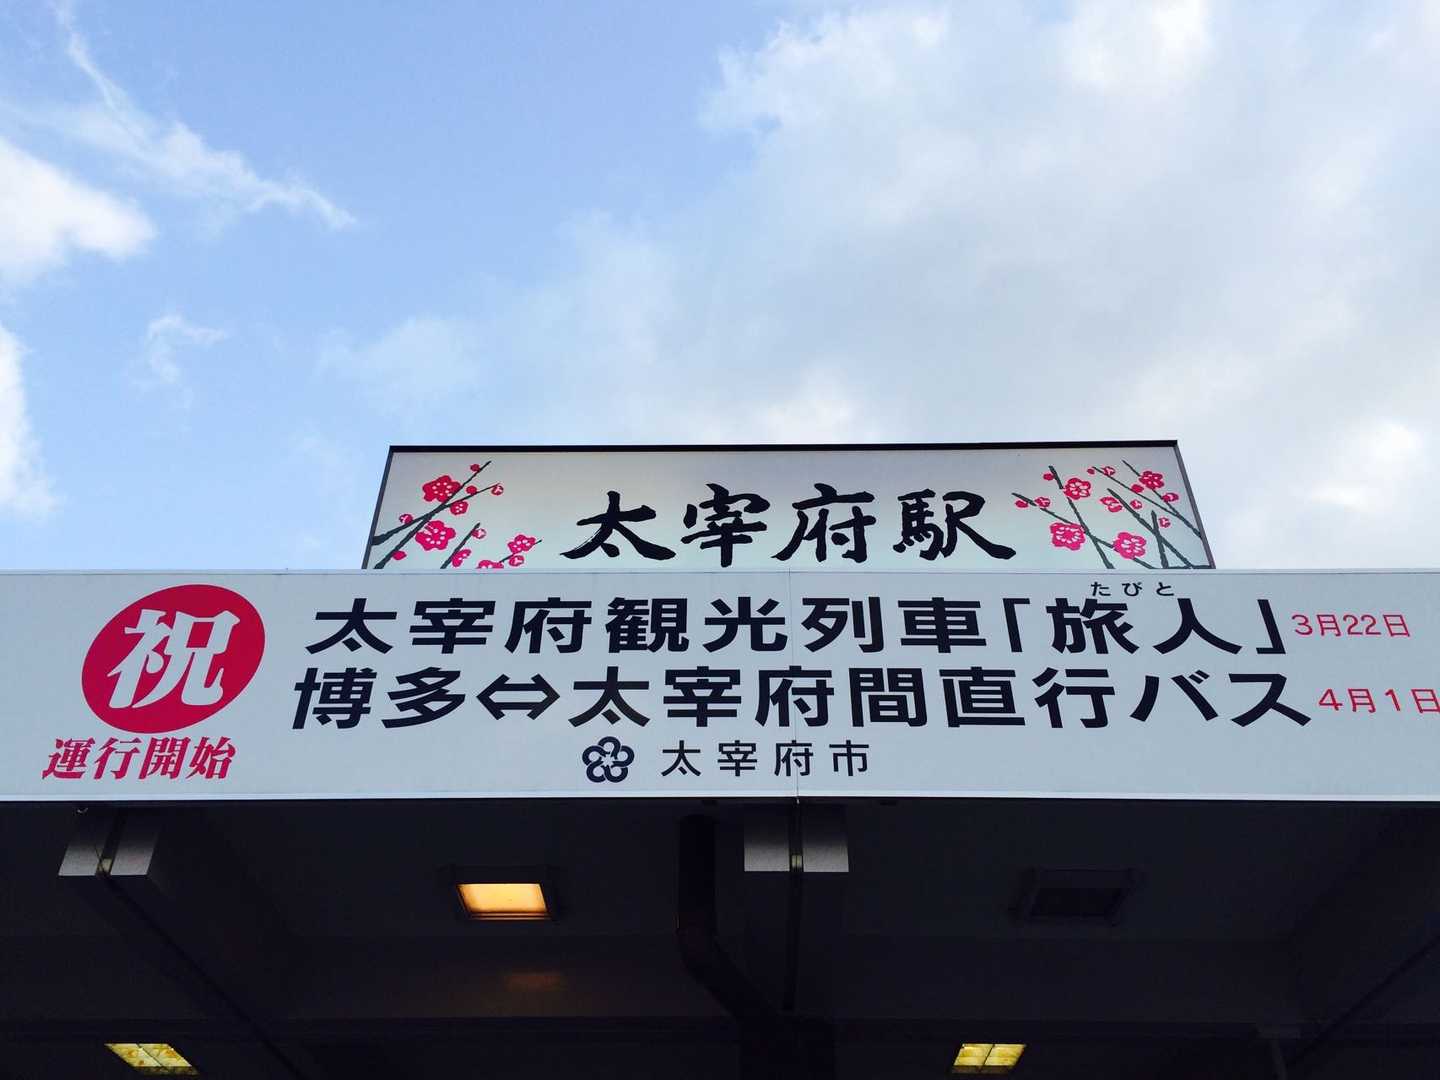 太宰府駅
祝
運行開始
たびと
太宰府観光列車「旅人」3月22日
博多⇔太宰府間直行バス4月1日
太宰府市